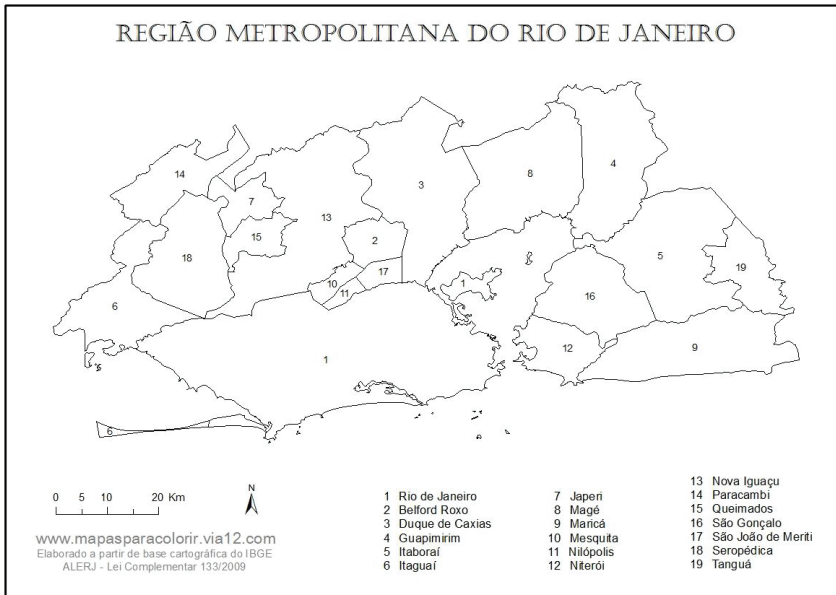 REGIÃO METROPOLITANA DO RIO DE JANEIRO
14
7
13
3
8
4
15
2
18
17
10
11
5
19
1
16
6
12
9
1
6
0 5 10 20 Km
N
www.mapasparacolorir.via12.com
Elaborado a partir de base cartográfica do IBGE
ALERJ - Lei Complementar 133/2009
1 Rio de Janeiro
2 Belford Roxo
3 Duque de Caxias
4 Guapimirim
5 Itaboraí
6 Itaguaí
7 Japeri
8 Magé
9 Maricá
10 Mesquita
11 Nilópolis
12 Niterói
13 Nova Iguaçu
14 Paracambi
15 Queimados
16 São Gonçalo
17 São João de Meriti
18 Seropédica
19 Tanguá